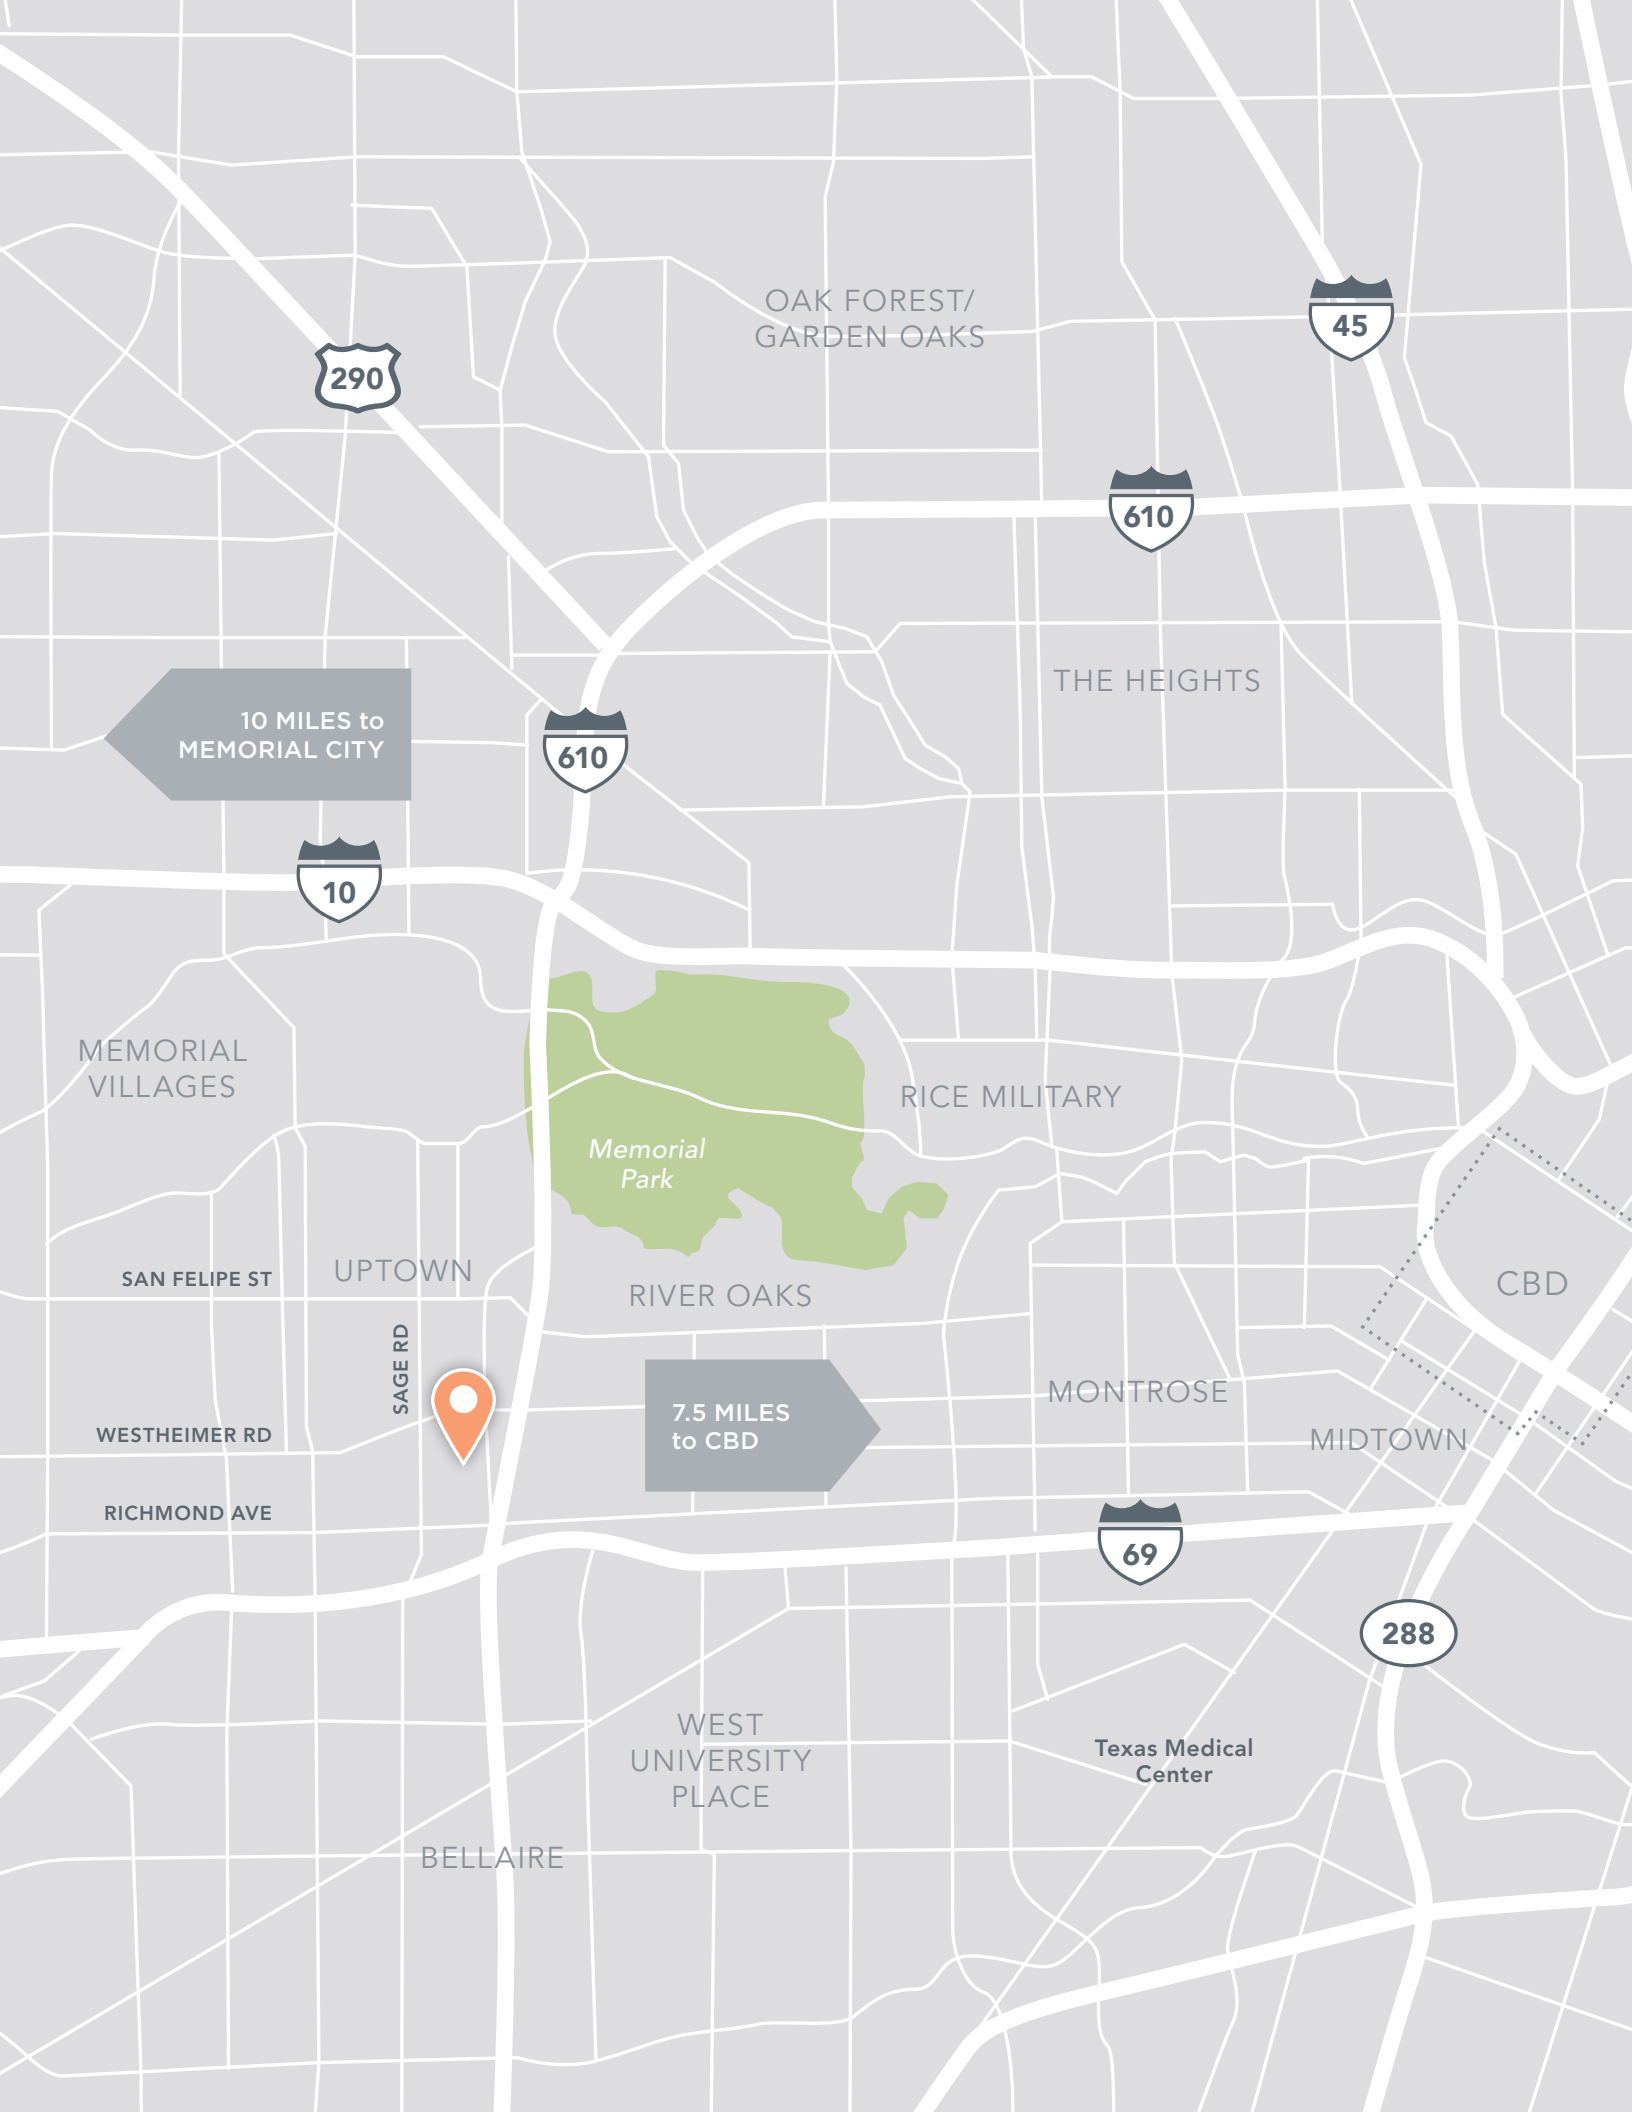 OAK FOREST/
GARDEN OAKS
45
290
610
THE HEIGHTS
10 MILES to
MEMORIAL CITY
610
10
MEMORIAL
VILLAGES
RICE MILITARY
Memorial
Park
SAN FELIPE ST
UPTOWN
RIVER OAKS
CBD
SAGE RD
7.5 MILES
to CBD
MONTROSE
WESTHEIMER RD
MIDTOWN
RICHMOND AVE
69
288
WEST
UNIVERSITY
PLACE
Texas Medical
Center
BELLAIRE